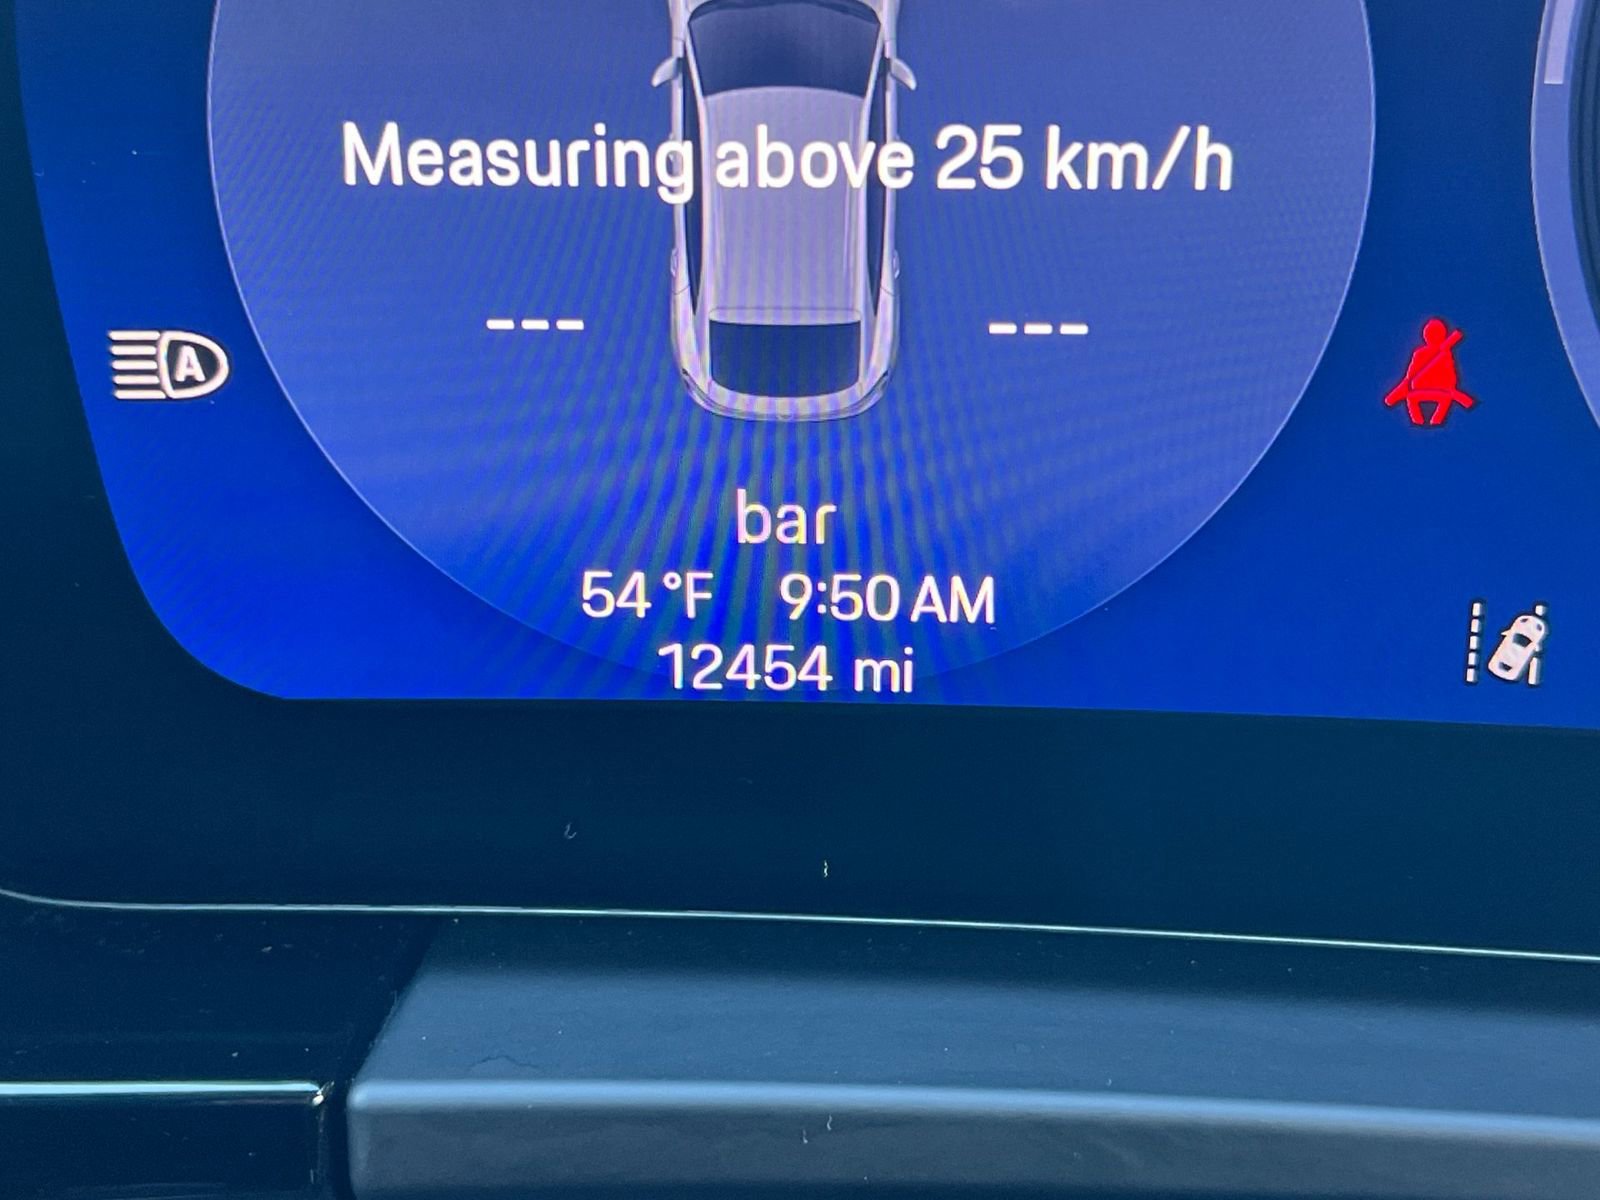 Measuring above 25 km/h
--- ---
A
bar
54 °F 9:50 AM
12454 mi